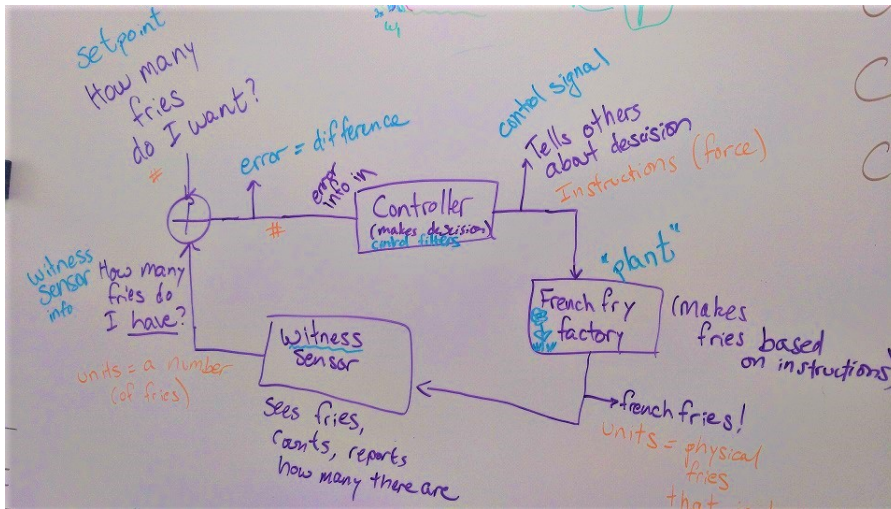 setpoint
How many
fries
do I want?
#
error = difference
error
info in
#
Controller
(makes descision)
control filters
control signal
Tells others
about descision
Instructions (force)
"plant"
French fry
factory
(makes
fries based
on instructions)
french fries!
units = physical
fries
Witness
Sensor
Sees fries,
counts, reports
how many there are
witness
sensor
info
How many
fries do
I have?
units = a number
(of fries)